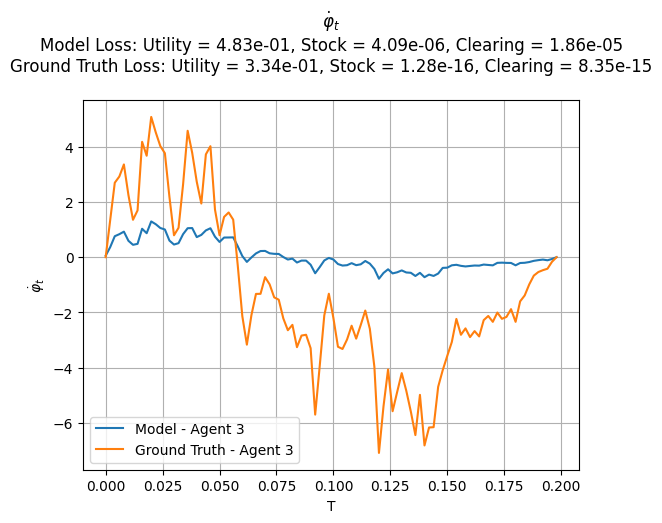 φ̇ₜ
Model Loss: Utility = 4.83e-01, Stock = 4.09e-06, Clearing = 1.86e-05
Ground Truth Loss: Utility = 3.34e-01, Stock = 1.28e-16, Clearing = 8.35e-15
4
2
0
−2
−4
−6
φ̇ₜ
Model - Agent 3
Ground Truth - Agent 3
0.000 0.025 0.050 0.075 0.100 0.125 0.150 0.175 0.200
T